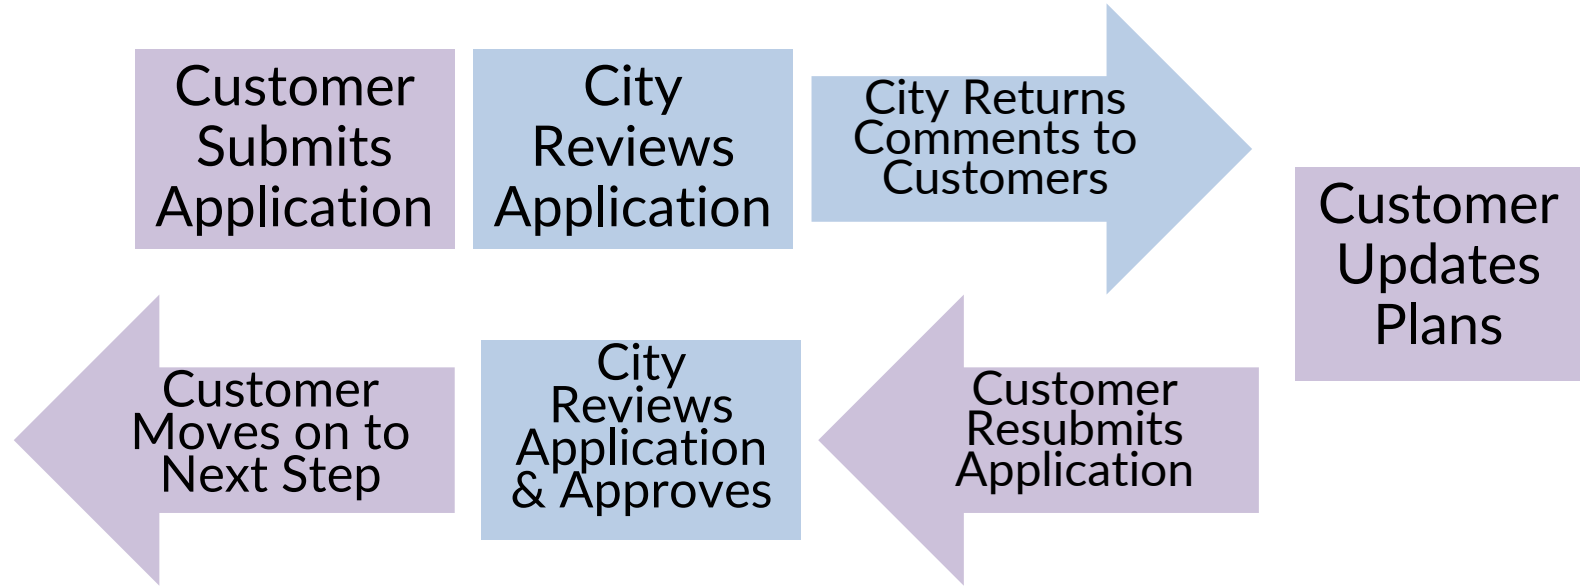 Customer
Submits
Application
City
Reviews
Application
City Returns
Comments to
Customers
Customer
Updates
Plans
Customer
Resubmits
Application
City
Reviews
Application
& Approves
Customer
Moves on to
Next Step